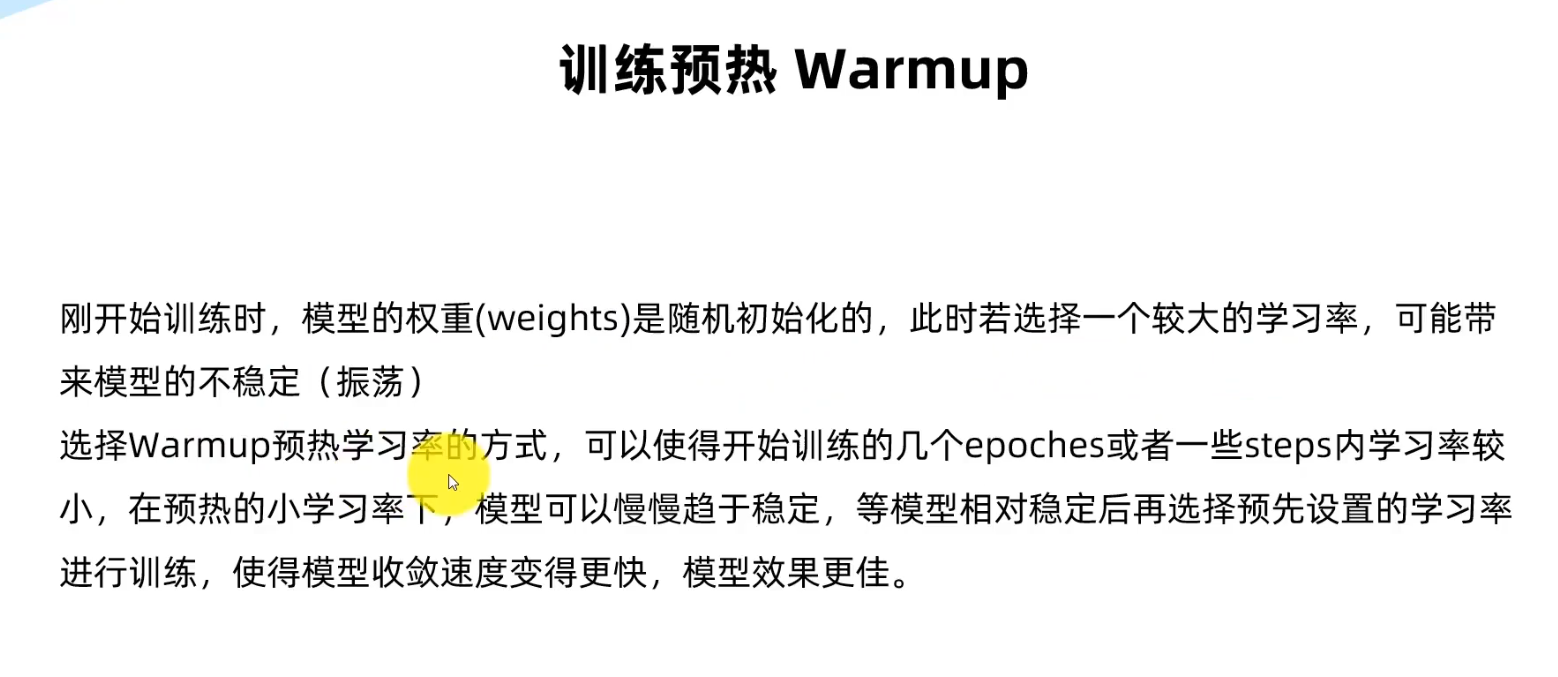 训练预热 Warmup
刚开始训练时，模型的权重(weights)是随机初始化的，此时若选择一个较大的学习率，可能带
来模型的不稳定（振荡）
选择Warmup预热学习率的方式，可以使得开始训练的几个epoches或者一些steps内学习率较
小，在预热的小学习率下，模型可以慢慢趋于稳定，等模型相对稳定后再选择预先设置的学习率
进行训练，使得模型收敛速度变得更快，模型效果更佳。